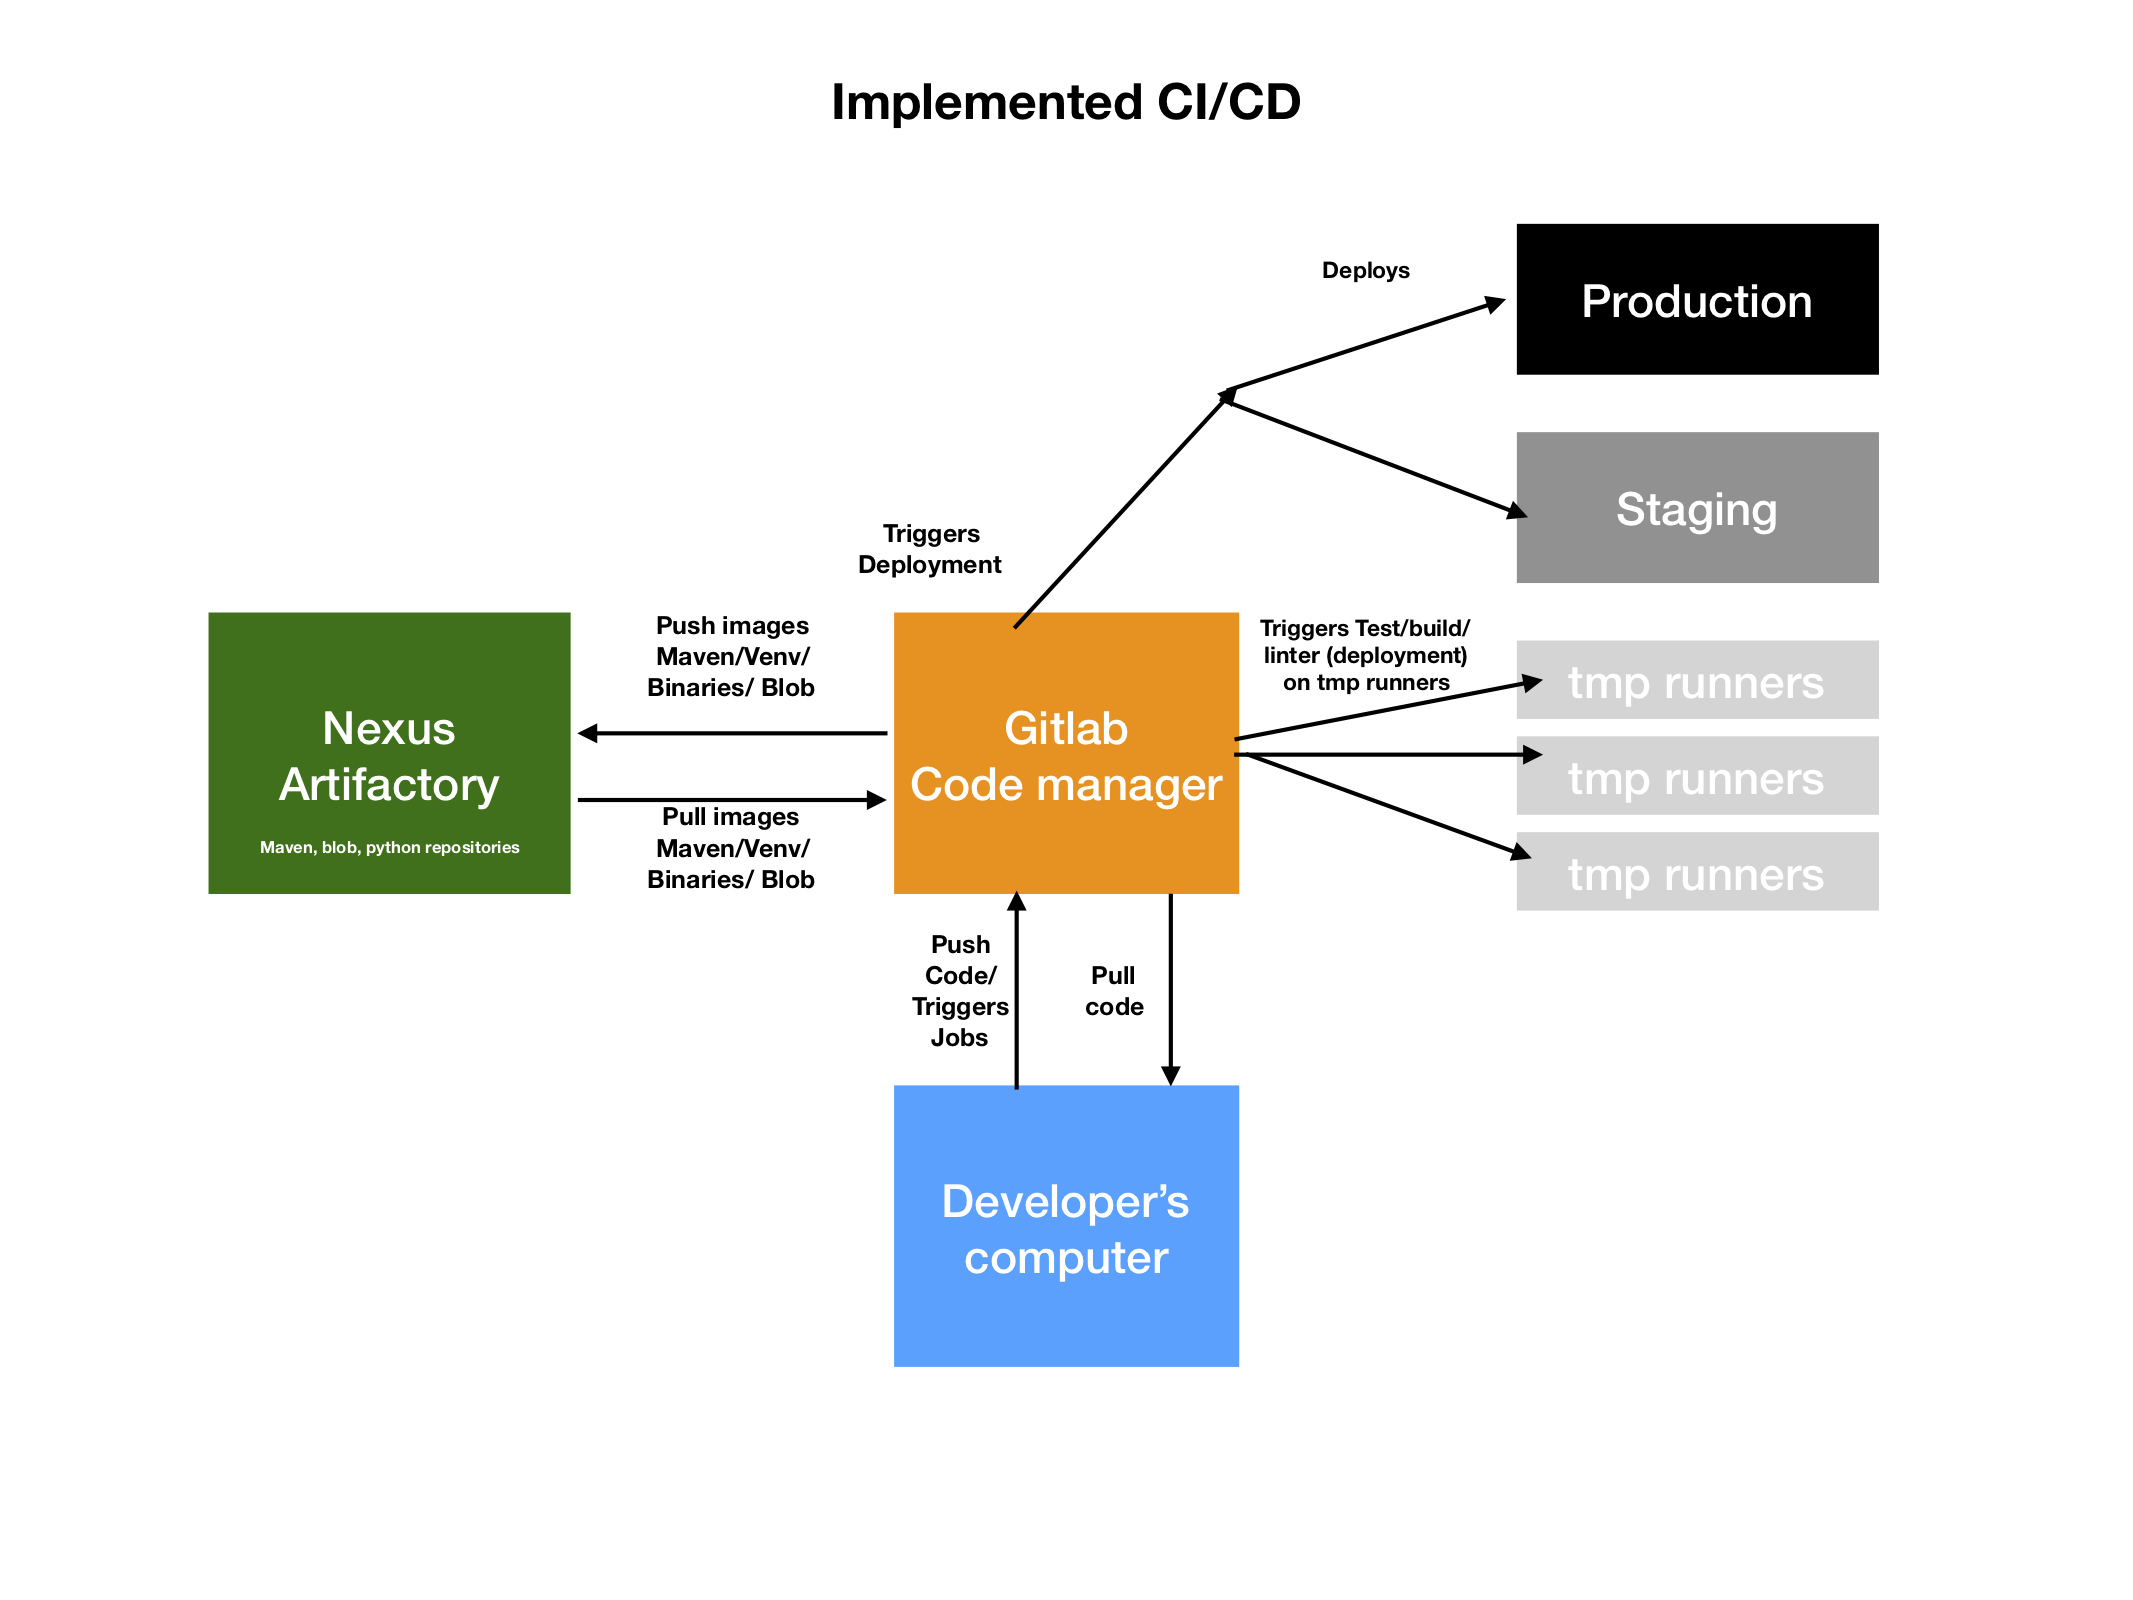 Implemented CI/CD
Deploys
Production
Staging
Triggers
Deployment
Push images
Maven/Venv/
Binaries/ Blob
Triggers Test/build/
linter (deployment)
on tmp runners
tmp runners
tmp runners
tmp runners
Nexus
Artifactory
Maven, blob, python repositories
Gitlab
Code manager
Pull images
Maven/Venv/
Binaries/ Blob
Push
Code/
Triggers
Jobs
Pull
code
Developer’s
computer